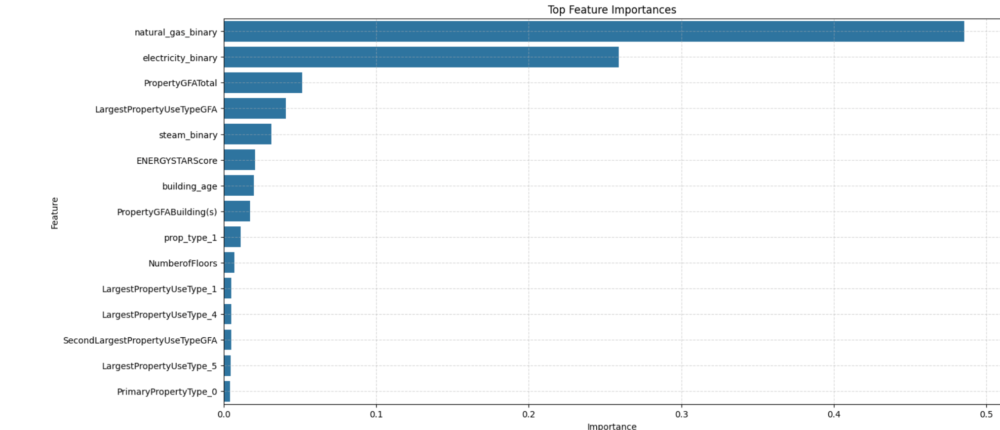 Top Feature Importances
natural_gas_binary
electricity_binary
PropertyGFATotal
LargestPropertyUseTypeGFA
steam_binary
ENERGYSTARScore
building_age
PropertyGFABuilding(s)
prop_type_1
NumberofFloors
LargestPropertyUseType_1
LargestPropertyUseType_4
SecondLargestPropertyUseTypeGFA
LargestPropertyUseType_5
PrimaryPropertyType_0
Feature
0.0 0.1 0.2 0.3 0.4 0.5
Importance